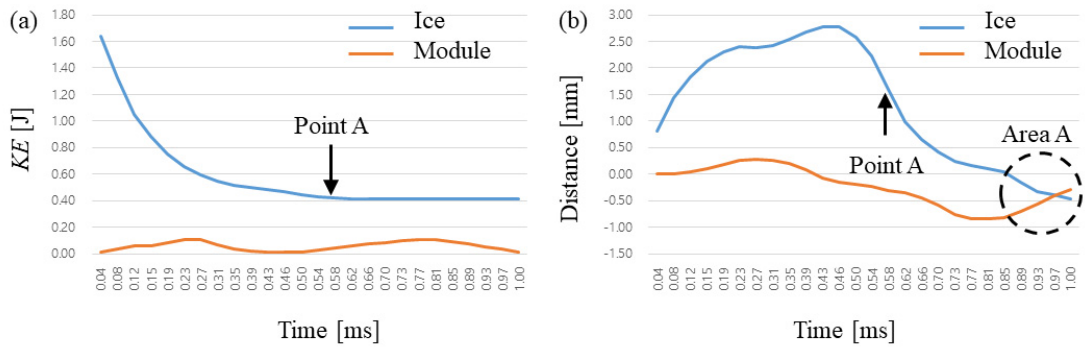 (a)
KE [J]
1.80
1.60
1.40
1.20
1.00
0.80
0.60
0.40
0.20
0.00
Ice
Module
Point A
0.04 0.08 0.12 0.15 0.19 0.23 0.27 0.31 0.35 0.39 0.43 0.46 0.50 0.54 0.58 0.62 0.66 0.70 0.73 0.77 0.81 0.85 0.89 0.93 0.97 1.00
Time [ms]
(b)
Distance [mm]
3.00
2.50
2.00
1.50
1.00
0.50
0.00
-0.50
-1.00
-1.50
Ice
Module
Point A
Area A
0.04 0.08 0.12 0.15 0.19 0.23 0.27 0.31 0.35 0.39 0.43 0.46 0.50 0.54 0.58 0.62 0.66 0.70 0.73 0.77 0.81 0.85 0.89 0.93 0.97 1.00
Time [ms]